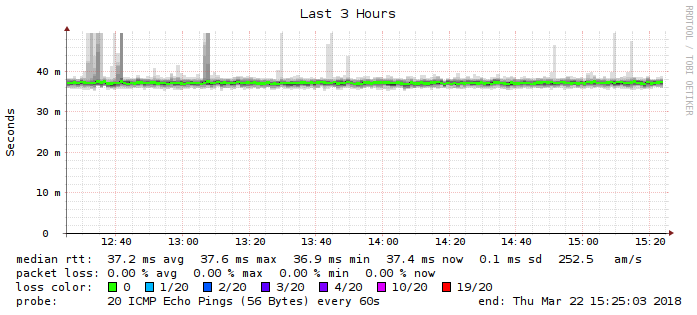 Last 3 Hours
RRDTOOL / TOBI OETIKER
Seconds
40 m
30 m
20 m
10 m
0
12:40 13:00 13:20 13:40 14:00 14:20 14:40 15:00 15:20
median rtt: 37.2 ms avg 37.6 ms max 36.9 ms min 37.4 ms now 0.1 ms sd 252.5 am/s
packet loss: 0.00 % avg 0.00 % max 0.00 % min 0.00 % now
loss color: 0 1/20 2/20 3/20 4/20 10/20 19/20
probe: 20 ICMP Echo Pings (56 Bytes) every 60s end: Thu Mar 22 15:25:03 2018